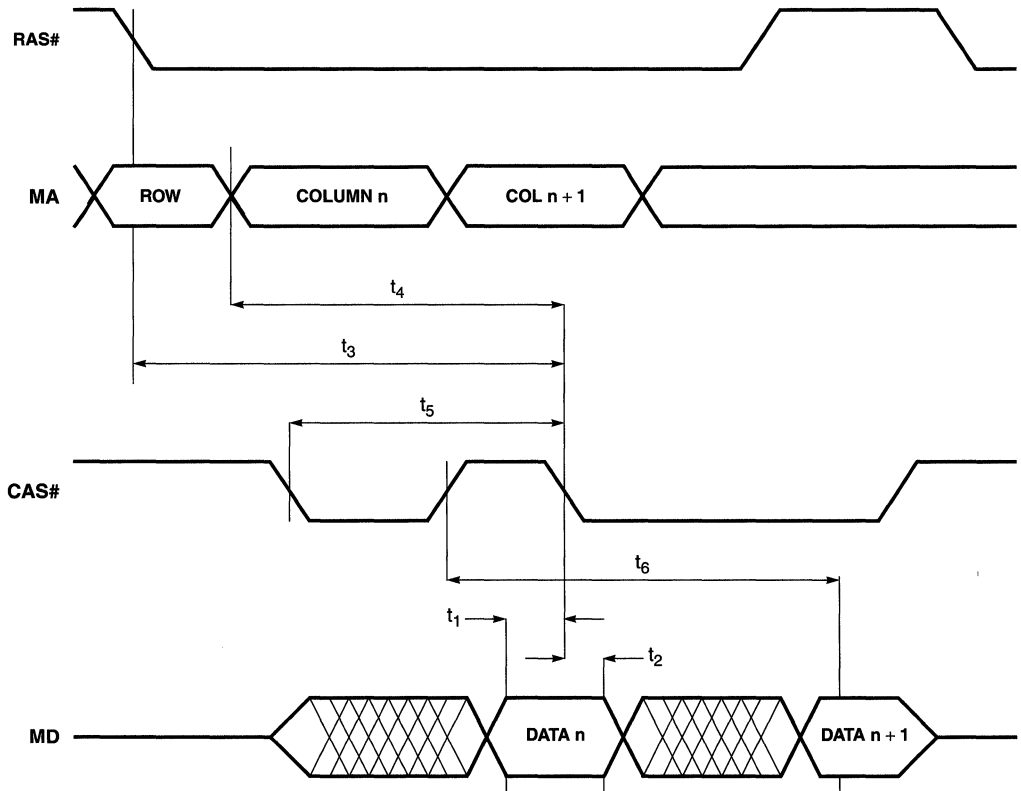 RAS#
MA ROW COLUMN n COL n + 1
t4
t3
t5
CAS#
t6
t1
t2
MD DATA n DATA n + 1